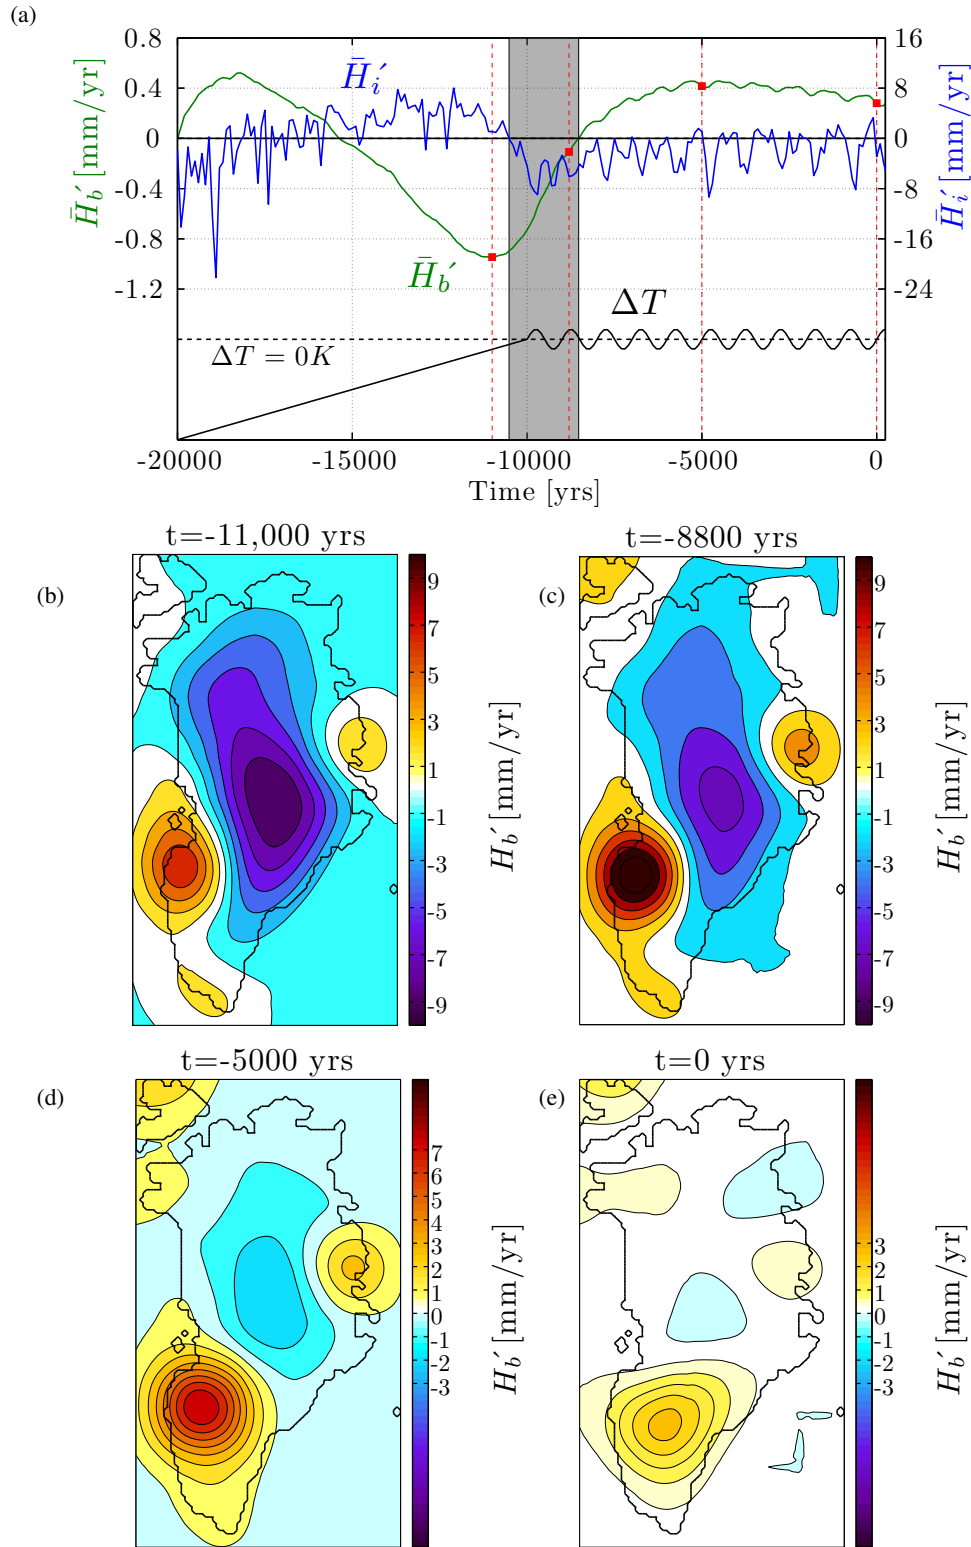 (a)
0.8
0.4
0
-0.4
-0.8
-1.2
H̄b′ [mm/yr]
16
8
0
-8
-16
-24
H̄i′ [mm/yr]
H̄i′
H̄b′
ΔT
ΔT = 0K
-20000 -15000 -10000 -5000 0
Time [yrs]
t=-11,000 yrs
(b)
9
7
5
3
1
-1
-3
-5
-7
-9
Hb′ [mm/yr]
t=-8800 yrs
(c)
9
7
5
3
1
-1
-3
-5
-7
-9
Hb′ [mm/yr]
t=-5000 yrs
(d)
7
6
5
4
3
2
1
0
-1
-2
-3
Hb′ [mm/yr]
t=0 yrs
(e)
3
2
1
0
-1
-2
-3
Hb′ [mm/yr]